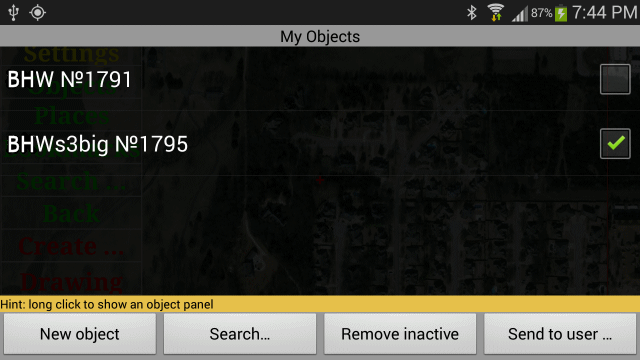 87% 7:44 PM
My Objects
Settings
BHW №1791
Objects
Places
BHWs3big №1795
Search ...
Back
Create ...
Drawing
Hint: long click to show an object panel
New object
Search...
Remove inactive
Send to user ...